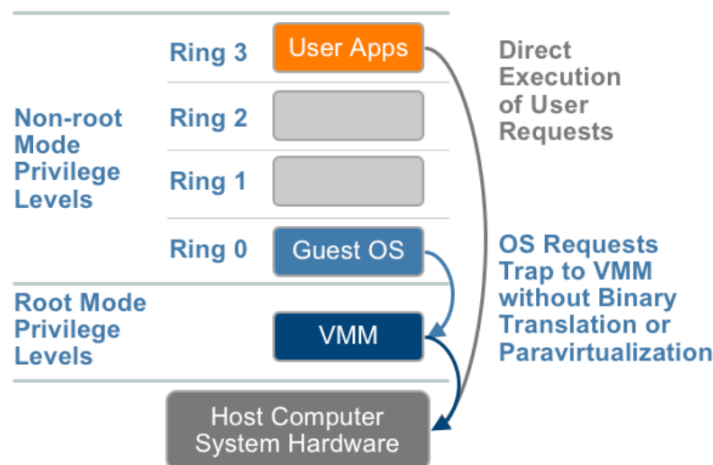 Ring 3
User Apps
Direct
Execution
of User
Requests
Non-root
Mode
Privilege
Levels
Ring 2
Ring 1
Ring 0
Guest OS
OS Requests
Trap to VMM
without Binary
Translation or
Paravirtualization
Root Mode
Privilege
Levels
VMM
Host Computer
System Hardware